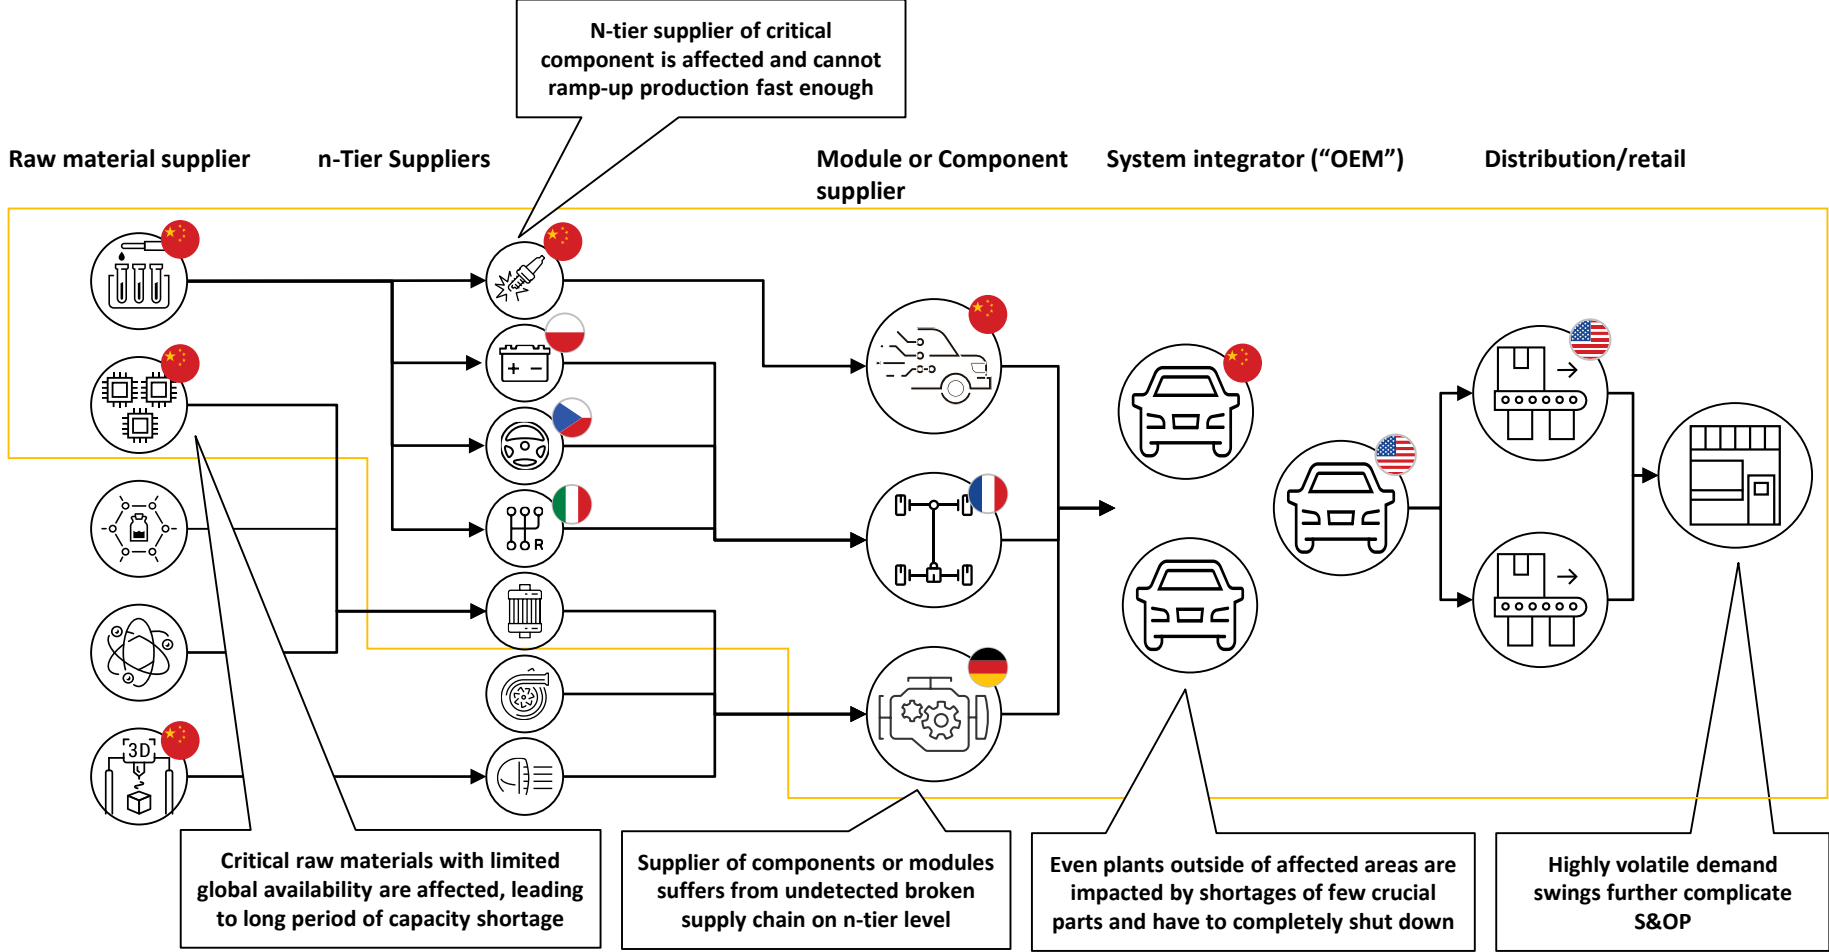 N-tier supplier of critical
component is affected and cannot
ramp-up production fast enough
Raw material supplier
n-Tier Suppliers
Module or Component
supplier
System integrator (“OEM”)
Distribution/retail
+ −
R
3D
Critical raw materials with limited
global availability are affected, leading
to long period of capacity shortage
Supplier of components or modules
suffers from undetected broken
supply chain on n-tier level
Even plants outside of affected areas are
impacted by shortages of few crucial
parts and have to completely shut down
Highly volatile demand
swings further complicate
S&OP